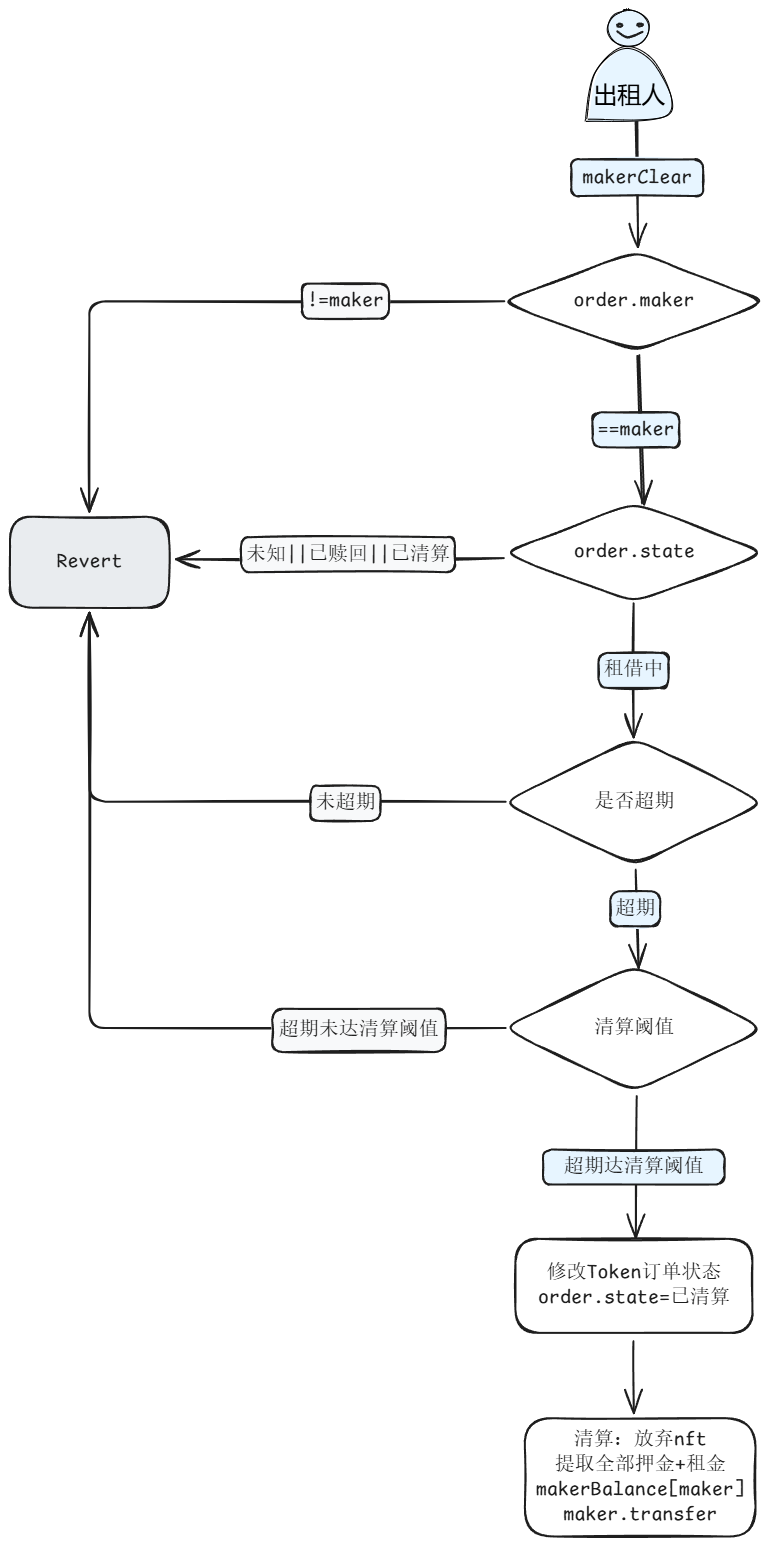 出租人
makerClear
order.maker
!=maker
==maker
order.state
未知||已赎回||已清算
Revert
租借中
是否超期
未超期
超期
清算阈值
超期未达清算阈值
超期达清算阈值
修改Token订单状态
order.state=已清算
清算：放弃nft
提取全部押金+租金
makerBalance[maker]
maker.transfer